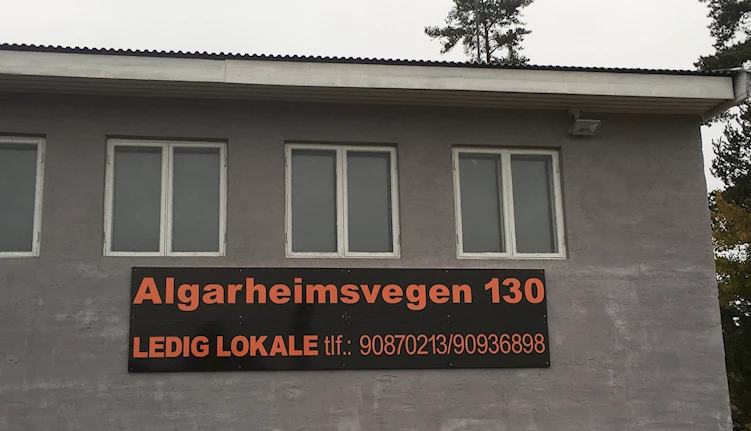 Algarheimsvegen 130
LEDIG LOKALE tlf.: 90870213/90936898